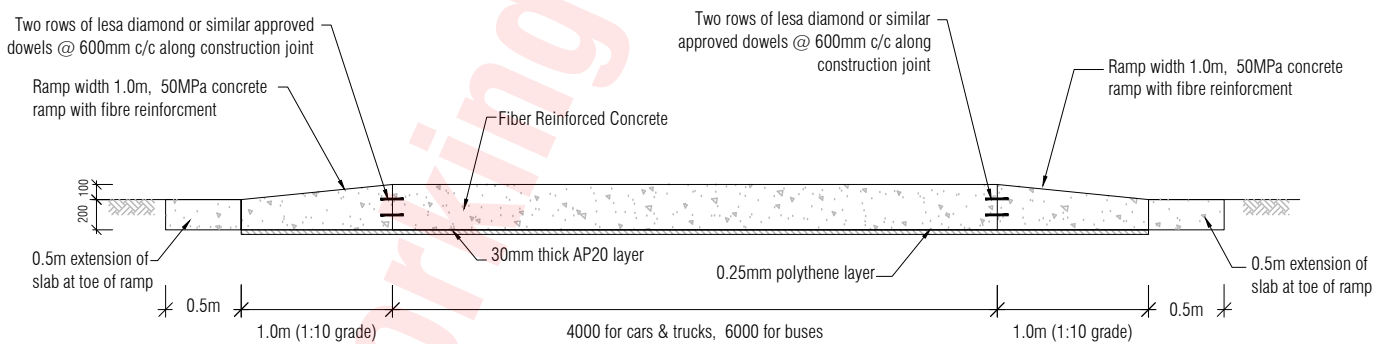 Two rows of lesa diamond or similar approved
dowels @ 600mm c/c along construction joint
Ramp width 1.0m, 50MPa concrete
ramp with fibre reinforcment
Fiber Reinforced Concrete
Two rows of lesa diamond or similar
approved dowels @ 600mm c/c along
construction joint
Ramp width 1.0m, 50MPa concrete
ramp with fibre reinforcment
100
200
0.5m extension of
slab at toe of ramp
30mm thick AP20 layer
0.25mm polythene layer
0.5m extension of
slab at toe of ramp
0.5m
1.0m (1:10 grade)
4000 for cars & trucks, 6000 for buses
1.0m (1:10 grade)
0.5m
orking